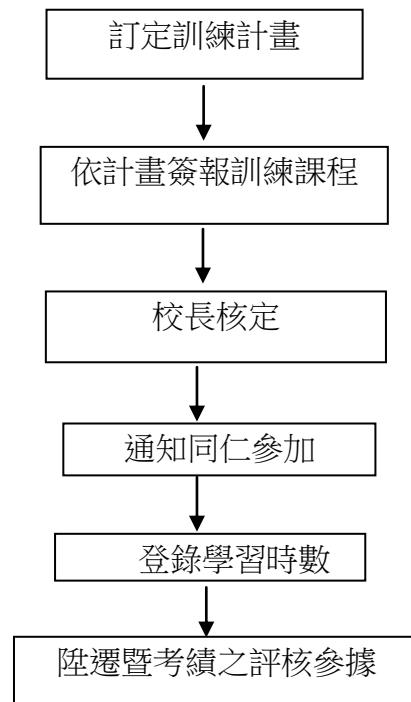 訂定訓練計畫
依計畫簽報訓練課程
校長核定
通知同仁參加
登錄學習時數
陞遷暨考績之評核參據